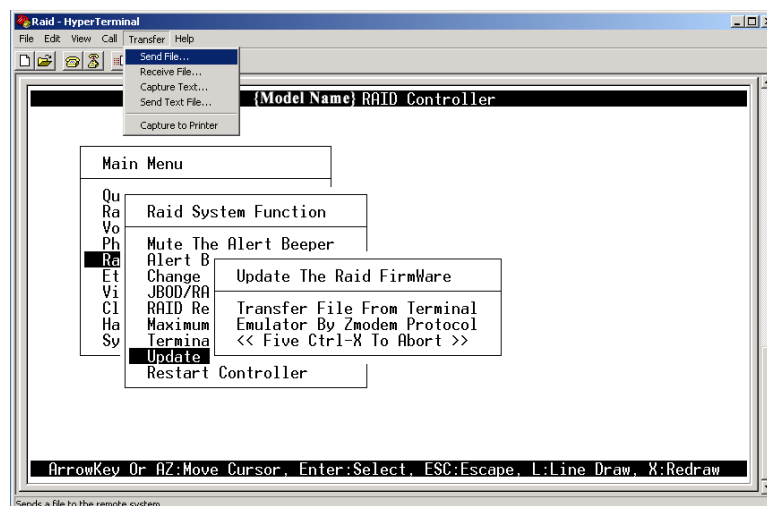 Raid - HyperTerminal
File Edit View Call Transfer Help
Send File...
Receive File...
Capture Text...
Send Text File...
Capture to Printer
{Model Name} RAID Controller
Main Menu
Qu
Ra
Vo
Ph
Ra
Et
Vi
Cl
Ha
Sy
Raid System Function
Mute The Alert Beeper
Alert B
Change
JBOD/RA
RAID Re
Maximum
Termina
Update
Restart Controller
Update The Raid FirmWare
Transfer File From Terminal
Emulator By Zmodem Protocol
<< Five Ctrl-X To Abort >>
ArrowKey Or AZ:Move Cursor, Enter:Select, ESC:Escape, L:Line Draw, X:Redraw
Sends a file to the remote system